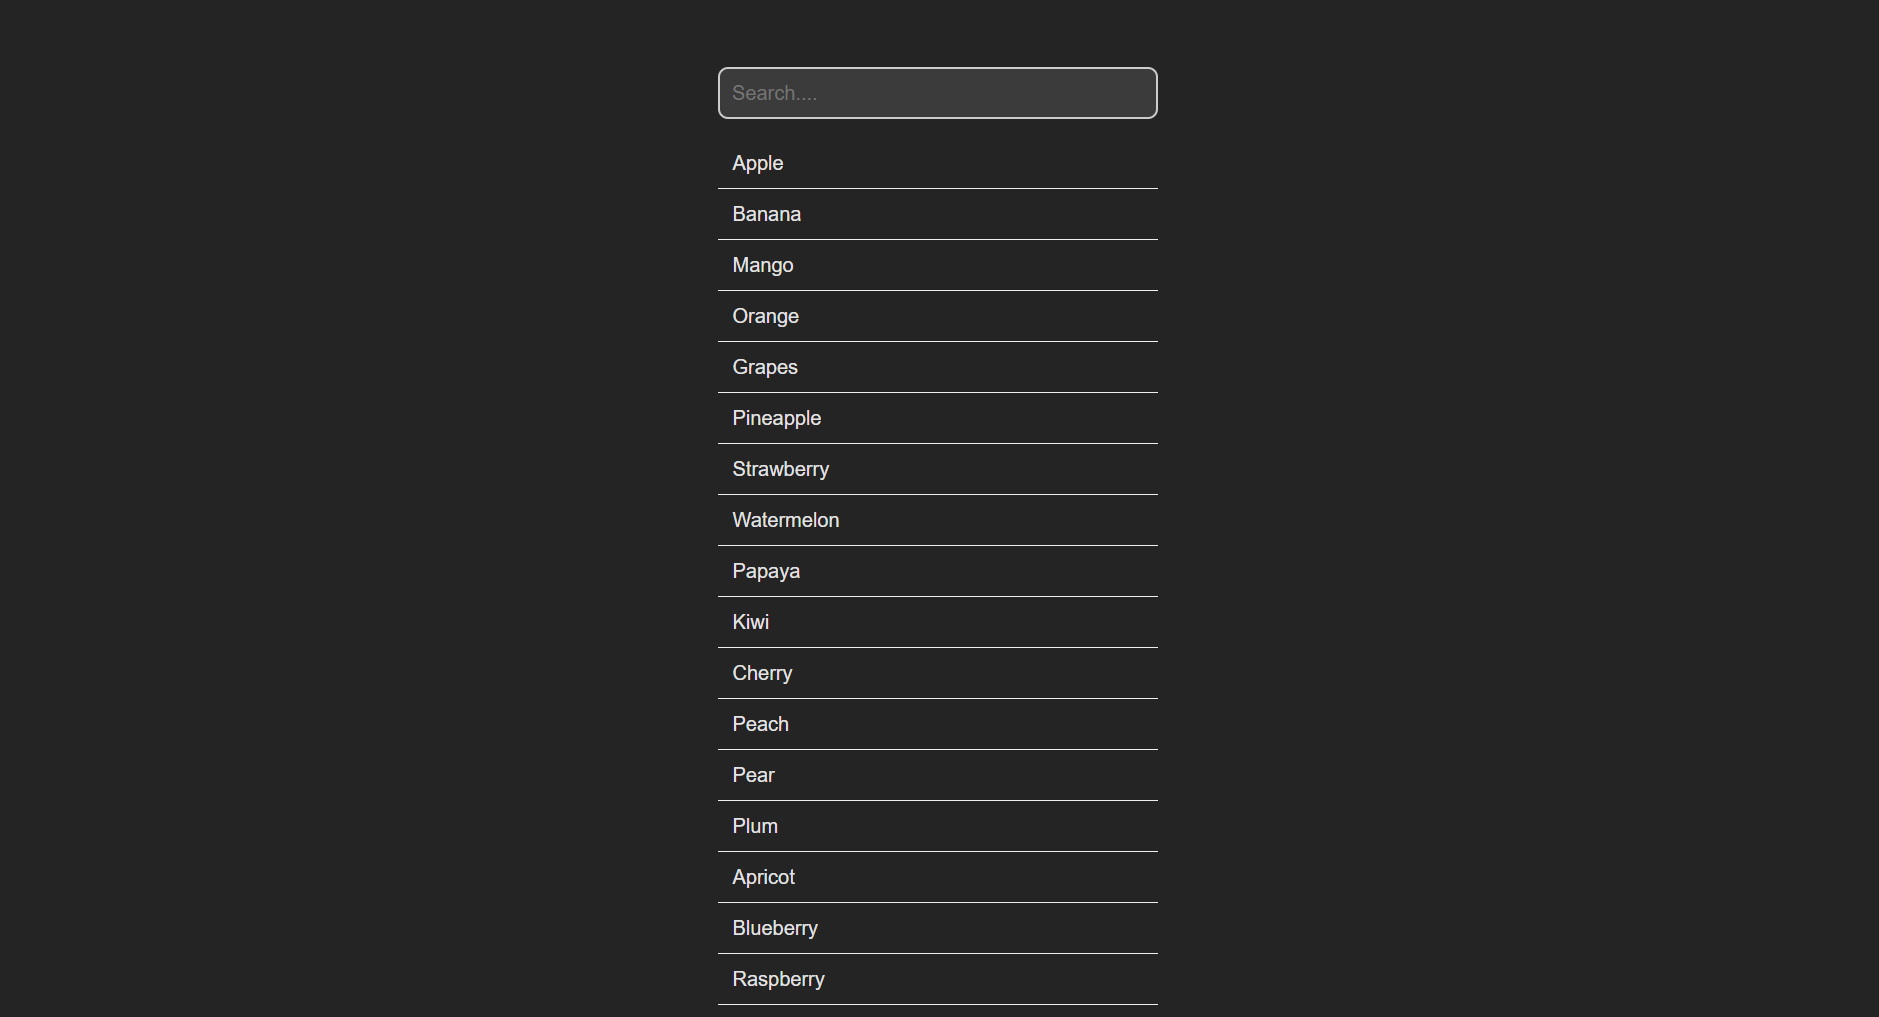 Search....
Apple
Banana
Mango
Orange
Grapes
Pineapple
Strawberry
Watermelon
Papaya
Kiwi
Cherry
Peach
Pear
Plum
Apricot
Blueberry
Raspberry